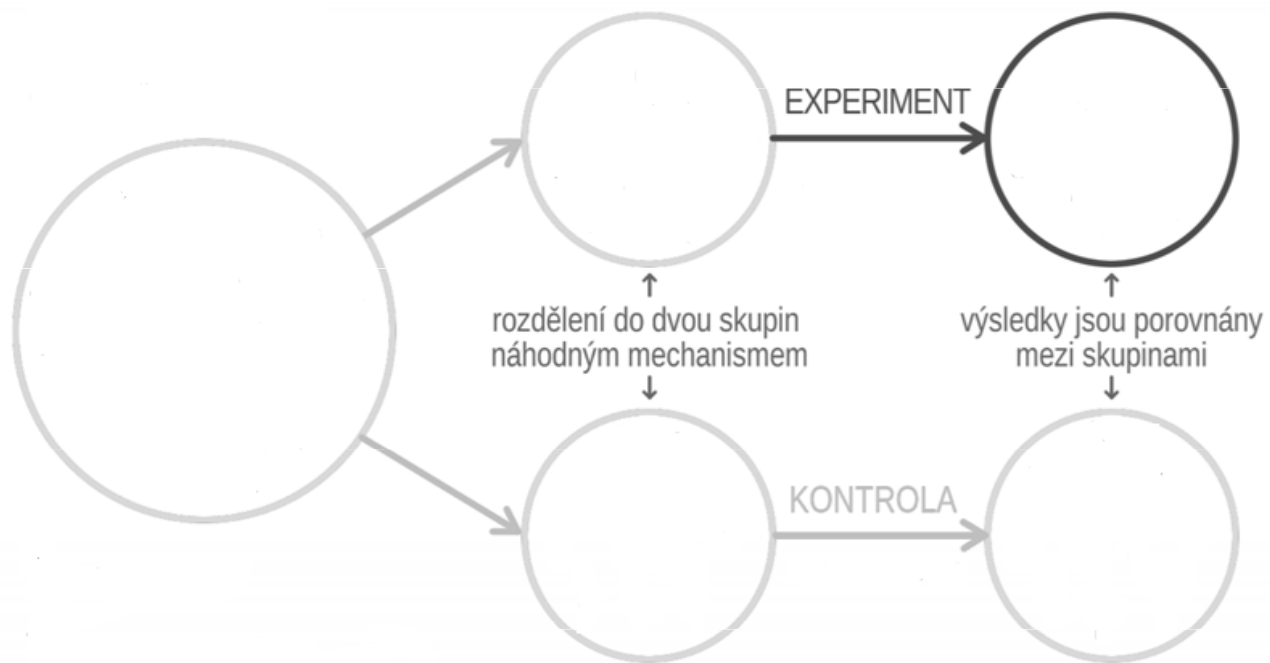 EXPERIMENT
rozdělení do dvou skupin
náhodným mechanismem
výsledky jsou porovnány
mezi skupinami
KONTROLA